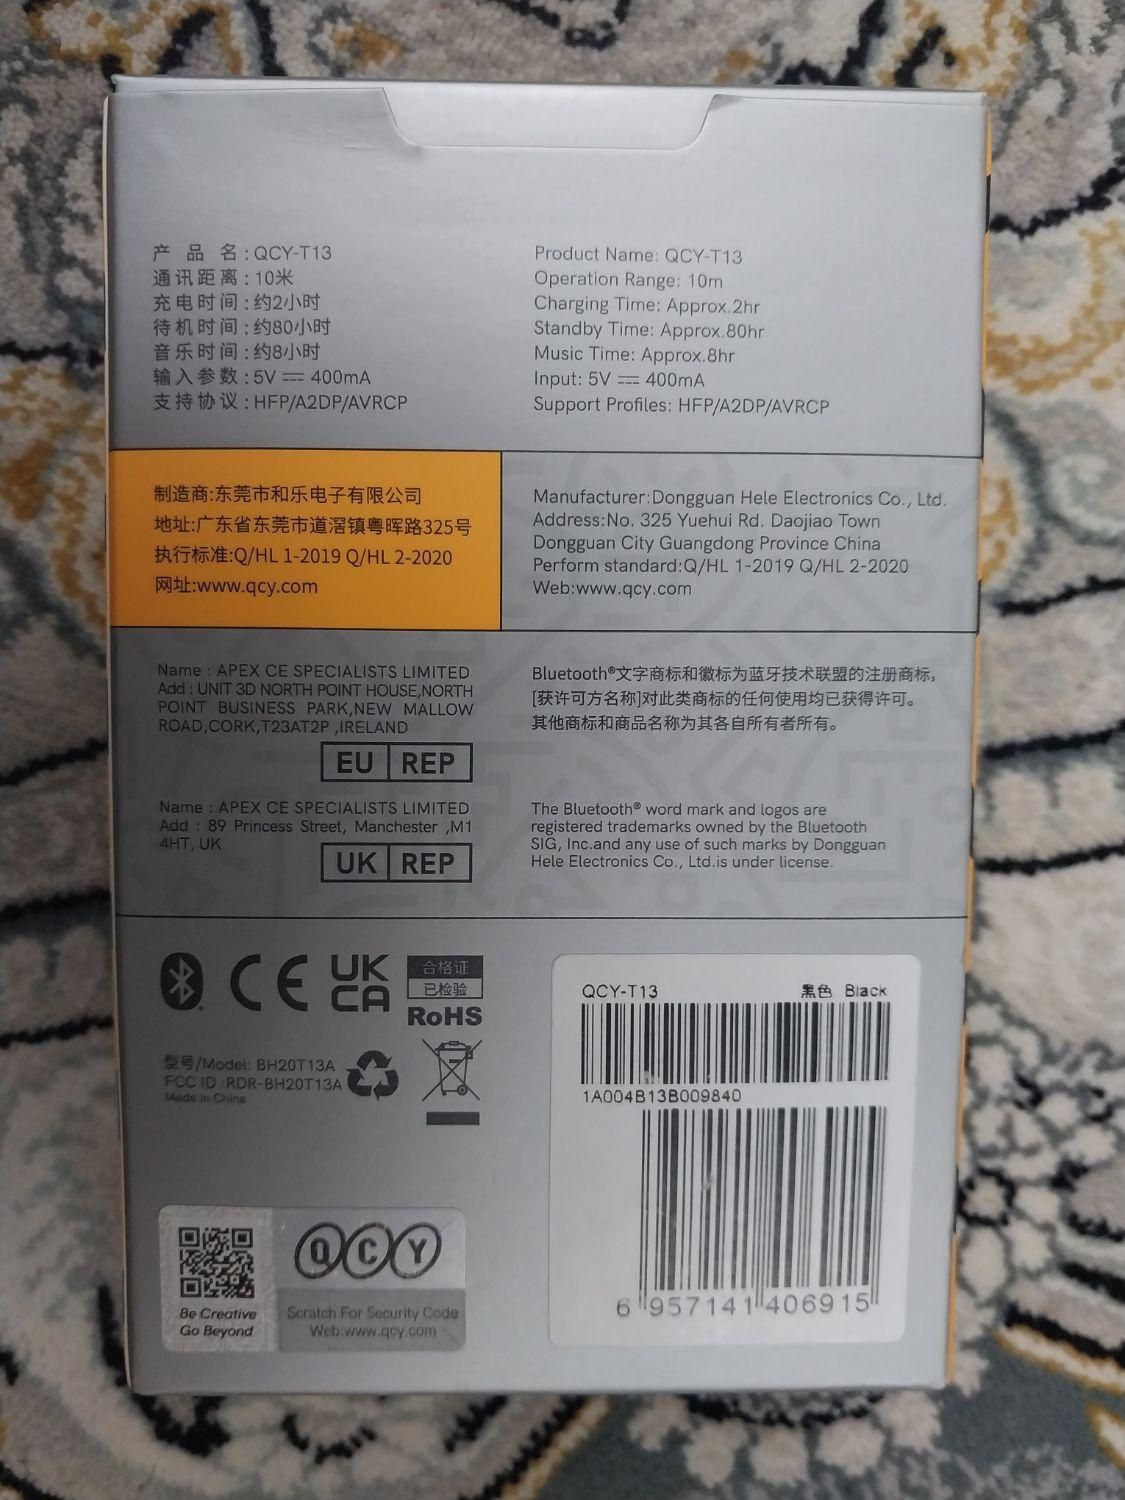 产品名:QCY-T13
通讯距离:10米
充电时间:约2小时
待机时间:约80小时
音乐时间:约8小时
输入参数:5V ⎓ 400mA
支持协议:HFP/A2DP/AVRCP
Product Name: QCY-T13
Operation Range: 10m
Charging Time: Approx.2hr
Standby Time: Approx.80hr
Music Time: Approx.8hr
Input: 5V ⎓ 400mA
Support Profiles: HFP/A2DP/AVRCP
制造商:东莞市和乐电子有限公司
地址:广东省东莞市道滘镇粤晖路325号
执行标准:Q/HL 1-2019 Q/HL 2-2020
网址:www.qcy.com
Manufacturer:Dongguan Hele Electronics Co., Ltd.
Address:No. 325 Yuehui Rd. Daojiao Town
Dongguan City Guangdong Province China
Perform standard:Q/HL 1-2019 Q/HL 2-2020
Web:www.qcy.com
Name : APEX CE SPECIALISTS LIMITED
Add : UNIT 3D NORTH POINT HOUSE,NORTH
POINT BUSINESS PARK,NEW MALLOW
ROAD,CORK,T23AT2P ,IRELAND
EU REP
Name : APEX CE SPECIALISTS LIMITED
Add : 89 Princess Street, Manchester ,M1
4HT, UK
UK REP
Bluetooth®文字商标和徽标为蓝牙技术联盟的注册商标，
[获许可方名称]对此类商标的任何使用均已获得许可。
其他商标和商品名称为其各自所有者所有。
The Bluetooth® word mark and logos are
registered trademarks owned by the Bluetooth
SIG, Inc.and any use of such marks by Dongguan
Hele Electronics Co., Ltd.is under license.
CE
UK
CA
合格证
已检验
RoHS
型号/Model: BH20T13A
FCC ID :RDR-BH20T13A
Made in China
QCY
Be Creative
Go Beyond
Scratch For Security Code
Web:www.qcy.com
QCY-T13 黑色 Black
1A004B13B009840
6 957141 406915